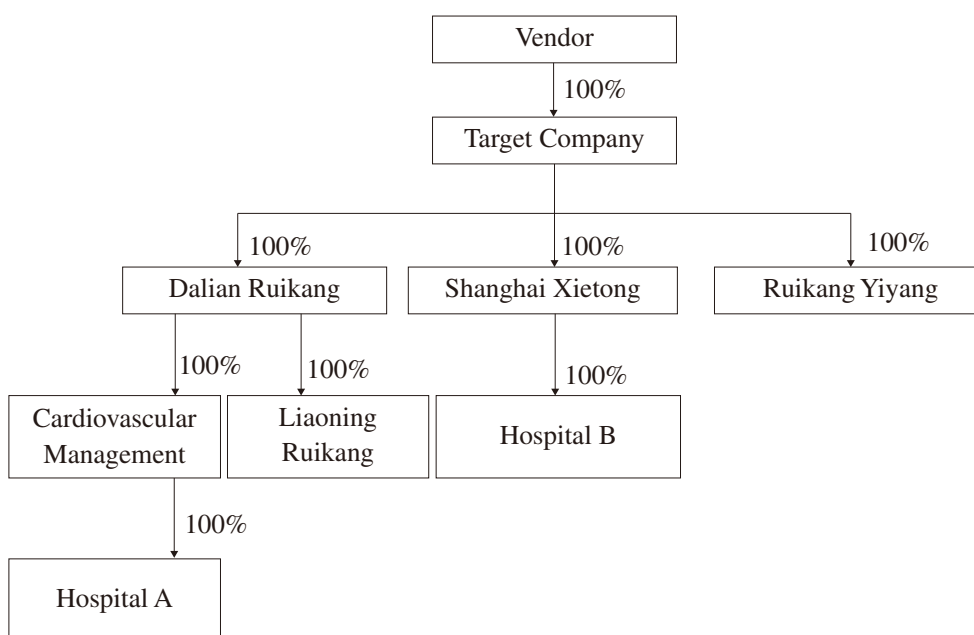 Vendor
100%
Target Company
100%
100%
100%
Dalian Ruikang
Shanghai Xietong
Ruikang Yiyang
100%
100%
100%
Cardiovascular
Management
Liaoning
Ruikang
Hospital B
100%
Hospital A